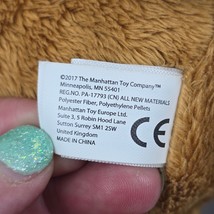 ©2017 The Manhattan Toy Company™
Minneapolis, MN 55401
REG.NO. PA-17793 (CN) ALL NEW MATERIALS
Polyester Fiber, Polyethylene Pellets
Manhattan Toy Europe Ltd.
Suite 3, 5 Robin Hood Lane
Sutton Surrey SM1 2SW
United Kingdom
MADE IN CHINA
CE